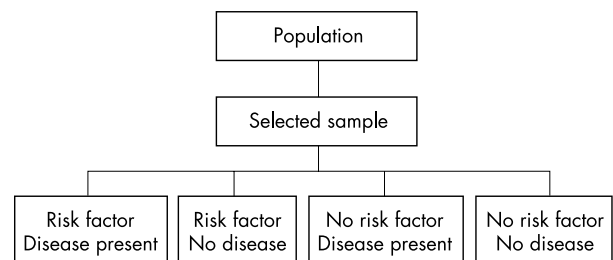 Population
Selected sample
Risk factor
Disease present
Risk factor
No disease
No risk factor
Disease present
No risk factor
No disease